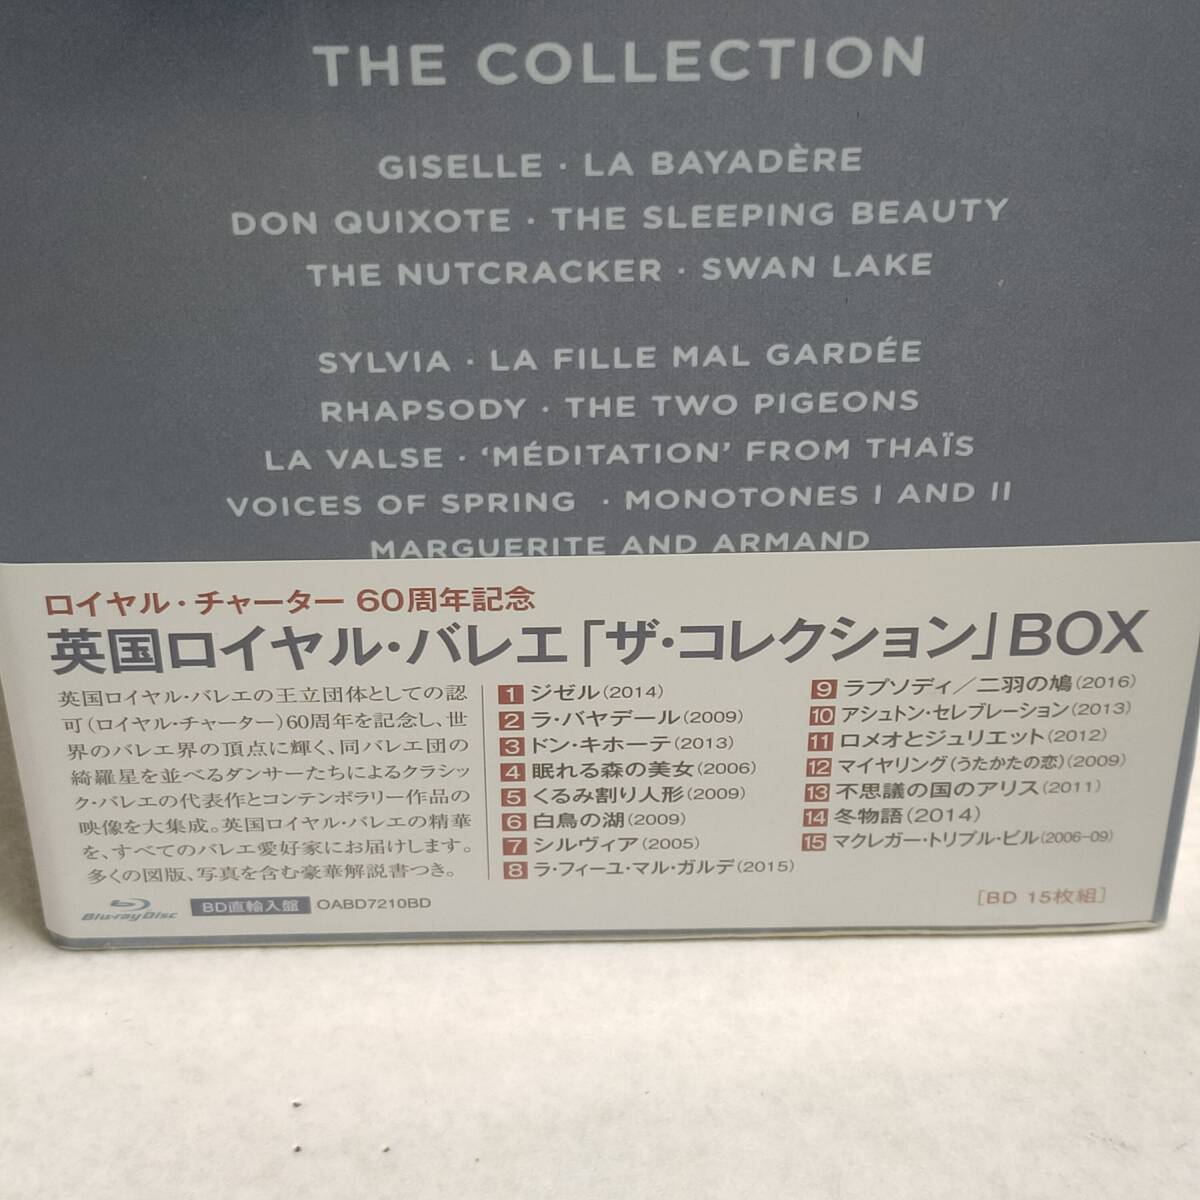 THE COLLECTION
GISELLE · LA BAYADÈRE
DON QUIXOTE · THE SLEEPING BEAUTY
THE NUTCRACKER · SWAN LAKE
SYLVIA · LA FILLE MAL GARDÉE
RHAPSODY · THE TWO PIGEONS
LA VALSE · ‘MÉDITATION’ FROM THAÏS
VOICES OF SPRING · MONOTONES I AND II
MARGUERITE AND ARMAND
ロイヤル・チャーター 60周年記念
英国ロイヤル・バレエ「ザ・コレクション」BOX
英国ロイヤル・バレエの王立団体としての認
可(ロイヤル・チャーター)60周年を記念し、世
界のバレエ界の頂点に輝く、同バレエ団の
綺羅星を並べるダンサーたちによるクラシッ
ク・バレエの代表作とコンテンポラリー作品の
映像を大集成。英国ロイヤル・バレエの精華
を、すべてのバレエ愛好家にお届けします。
多くの図版、写真を含む豪華解説書つき。
1 ジゼル(2014)
2 ラ・バヤデール(2009)
3 ドン・キホーテ(2013)
4 眠れる森の美女(2006)
5 くるみ割り人形(2009)
6 白鳥の湖(2009)
7 シルヴィア(2005)
8 ラ・フィーユ・マル・ガルデ(2015)
9 ラプソディ/二羽の鳩(2016)
10 アシュトン・セレブレーション(2013)
11 ロメオとジュリエット(2012)
12 マイヤリング(うたかたの恋)(2009)
13 不思議の国のアリス(2011)
14 冬物語(2014)
15 マクレガー・トリプル・ビル(2006-09)
Blu-ray Disc BD直輸入盤 OABD7210BD
[BD 15枚組]